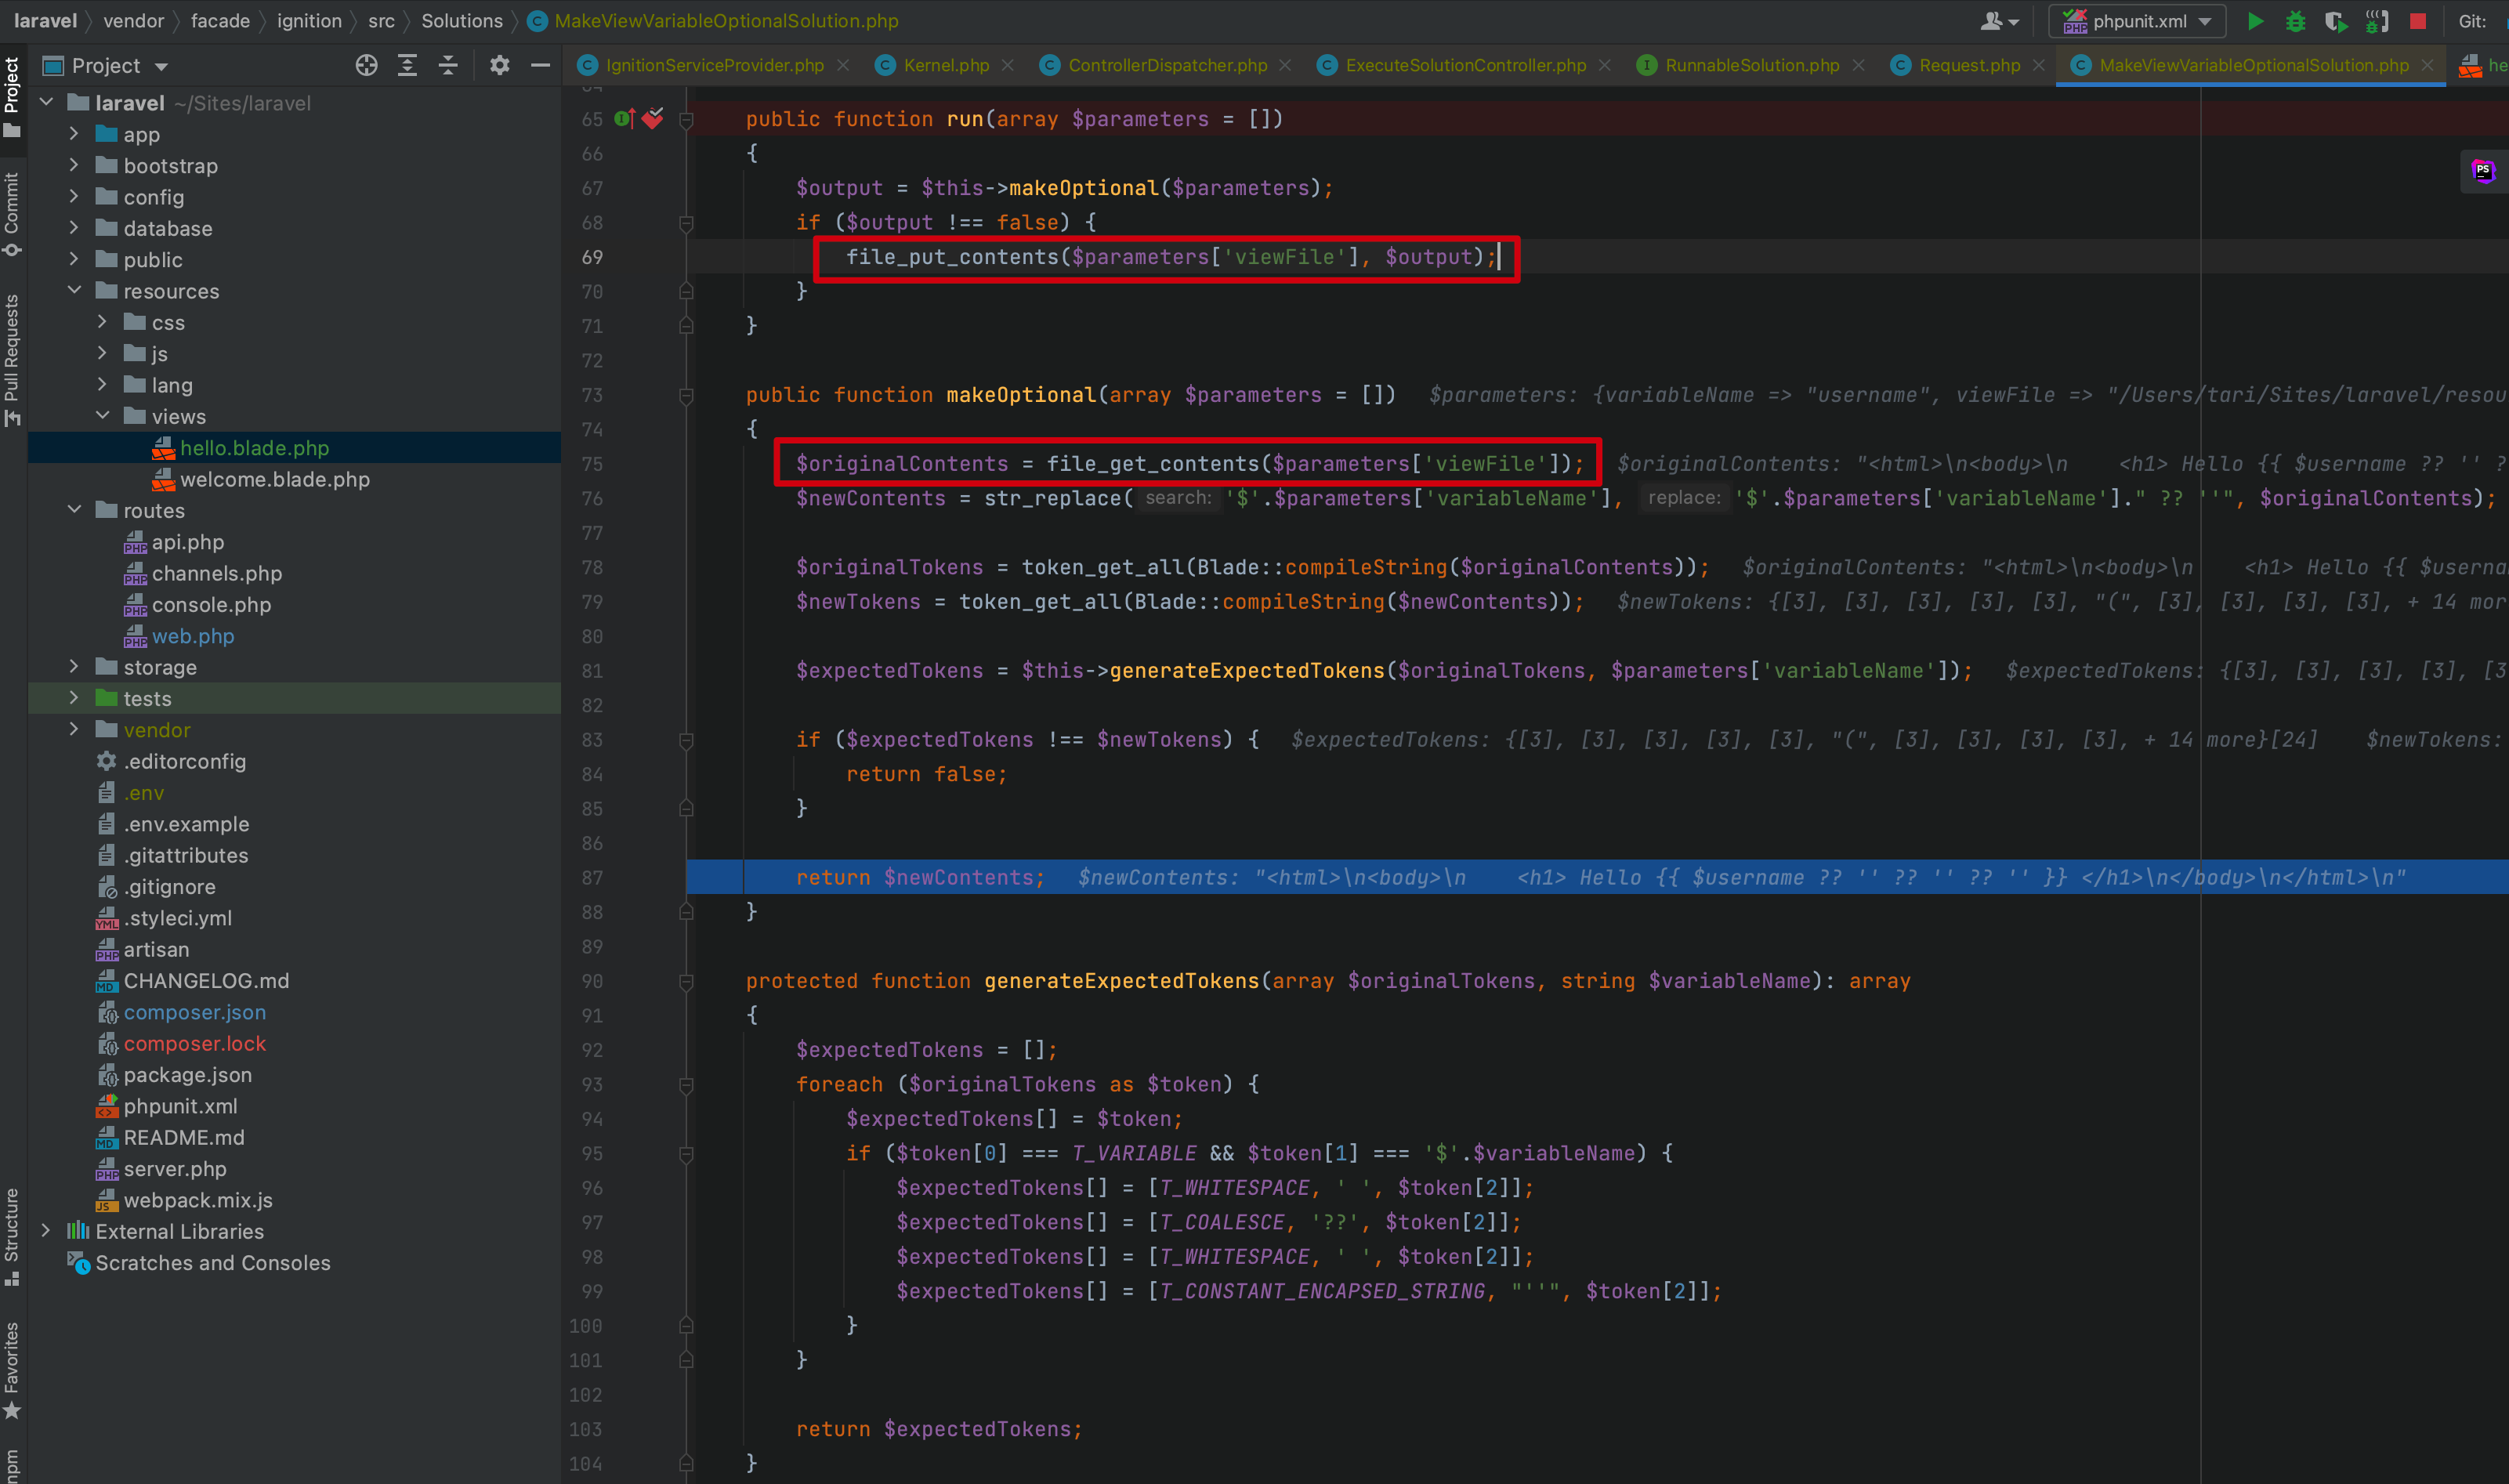 laravel vendor facade ignition src Solutions MakeViewVariableOptionalSolution.php
phpunit.xml Git:
Project
IgnitionServiceProvider.php Kernel.php ControllerDispatcher.php ExecuteSolutionController.php RunnableSolution.php Request.php MakeViewVariableOptionalSolution.php he
Project
Commit
Pull Requests
Structure
Favorites
npm
laravel ~/Sites/laravel
app
bootstrap
config
database
public
resources
css
js
lang
views
hello.blade.php
welcome.blade.php
routes
api.php
channels.php
console.php
web.php
storage
tests
vendor
.editorconfig
.env
.env.example
.gitattributes
.gitignore
.styleci.yml
artisan
CHANGELOG.md
composer.json
composer.lock
package.json
phpunit.xml
README.md
server.php
webpack.mix.js
External Libraries
Scratches and Consoles
64
65 public function run(array $parameters = [])
66 {
67 $output = $this->makeOptional($parameters);
68 if ($output !== false) {
69 file_put_contents($parameters['viewFile'], $output);
70 }
71 }
72
73 public function makeOptional(array $parameters = []) $parameters: {variableName => "username", viewFile => "/Users/tari/Sites/laravel/resou
74 {
75 $originalContents = file_get_contents($parameters['viewFile']); $originalContents: "<html>\n<body>\n <h1> Hello {{ $username ?? '' ?
76 $newContents = str_replace( search: '$'.$parameters['variableName'], replace: '$'.$parameters['variableName']." ?? ''", $originalContents);
77
78 $originalTokens = token_get_all(Blade::compileString($originalContents)); $originalContents: "<html>\n<body>\n <h1> Hello {{ $userna
79 $newTokens = token_get_all(Blade::compileString($newContents)); $newTokens: {[3], [3], [3], [3], [3], "(", [3], [3], [3], [3], + 14 mor
80
81 $expectedTokens = $this->generateExpectedTokens($originalTokens, $parameters['variableName']); $expectedTokens: {[3], [3], [3], [3], [3
82
83 if ($expectedTokens !== $newTokens) { $expectedTokens: {[3], [3], [3], [3], [3], "(", [3], [3], [3], [3], + 14 more}[24] $newTokens:
84 return false;
85 }
86
87 return $newContents; $newContents: "<html>\n<body>\n <h1> Hello {{ $username ?? '' ?? '' ?? '' }} </h1>\n</body>\n</html>\n"
88 }
89
90 protected function generateExpectedTokens(array $originalTokens, string $variableName): array
91 {
92 $expectedTokens = [];
93 foreach ($originalTokens as $token) {
94 $expectedTokens[] = $token;
95 if ($token[0] === T_VARIABLE && $token[1] === '$'.$variableName) {
96 $expectedTokens[] = [T_WHITESPACE, ' ', $token[2]];
97 $expectedTokens[] = [T_COALESCE, '??', $token[2]];
98 $expectedTokens[] = [T_WHITESPACE, ' ', $token[2]];
99 $expectedTokens[] = [T_CONSTANT_ENCAPSED_STRING, "''", $token[2]];
100 }
101 }
102
103 return $expectedTokens;
104 }